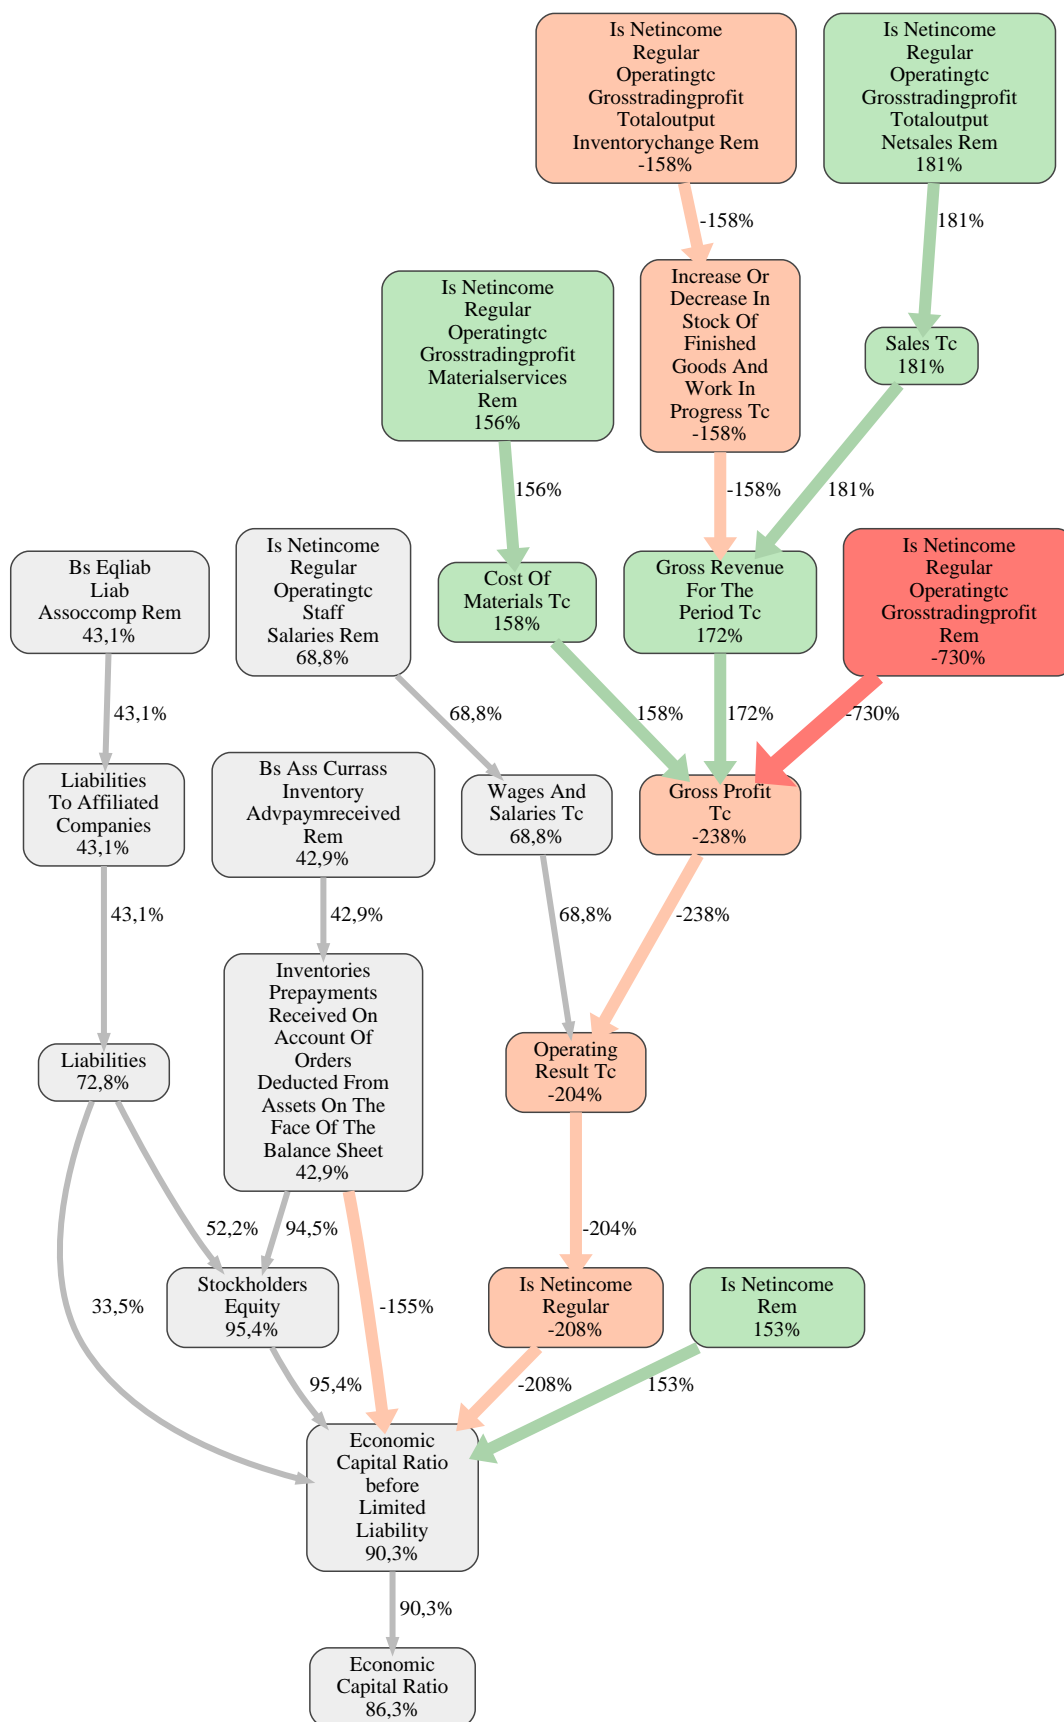 Is Netincome
Regular
Operatingtc
Grosstradingprofit
Totaloutput
Inventorychange Rem
-158%
Is Netincome
Regular
Operatingtc
Grosstradingprofit
Totaloutput
Netsales Rem
181%
-158%
181%
Is Netincome
Regular
Operatingtc
Grosstradingprofit
Materialservices
Rem
156%
Increase Or
Decrease In
Stock Of
Finished
Goods And
Work In
Progress Tc
-158%
Sales Tc
181%
156%
-158%
181%
Bs Eqliab
Liab
Assoccomp Rem
43,1%
Is Netincome
Regular
Operatingtc
Staff
Salaries Rem
68,8%
Cost Of
Materials Tc
158%
Gross Revenue
For The
Period Tc
172%
Is Netincome
Regular
Operatingtc
Grosstradingprofit
Rem
-730%
43,1%
68,8%
158%
172%
-730%
Liabilities
To Affiliated
Companies
43,1%
Bs Ass Currass
Inventory
Advpaymreceived
Rem
42,9%
Wages And
Salaries Tc
68,8%
Gross Profit
Tc
-238%
43,1%
42,9%
68,8%
-238%
Liabilities
72,8%
Inventories
Prepayments
Received On
Account Of
Orders
Deducted From
Assets On The
Face Of The
Balance Sheet
42,9%
Operating
Result Tc
-204%
52,2%
94,5%
-204%
33,5%
Stockholders
Equity
95,4%
-155%
Is Netincome
Regular
-208%
Is Netincome
Rem
153%
95,4%
-208%
153%
Economic
Capital Ratio
before
Limited
Liability
90,3%
90,3%
Economic
Capital Ratio
86,3%